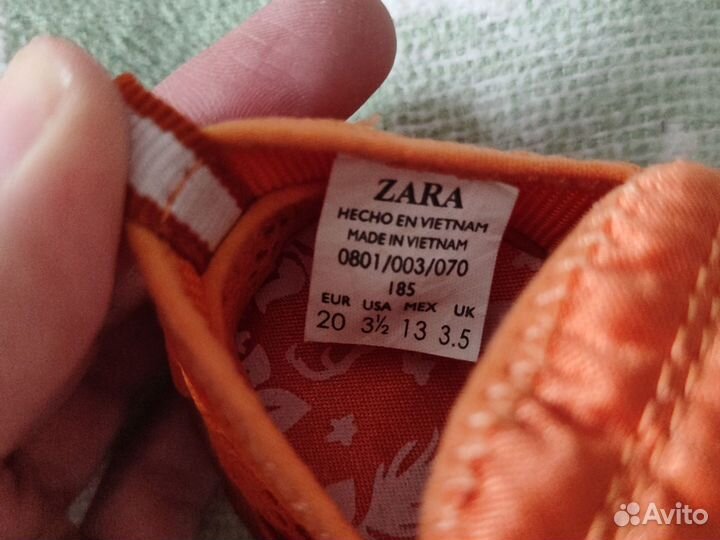 ZARA
HECHO EN VIETNAM
MADE IN VIETNAM
0801/003/070
185
EUR USA MEX UK
20 3½ 13 3.5
Avito